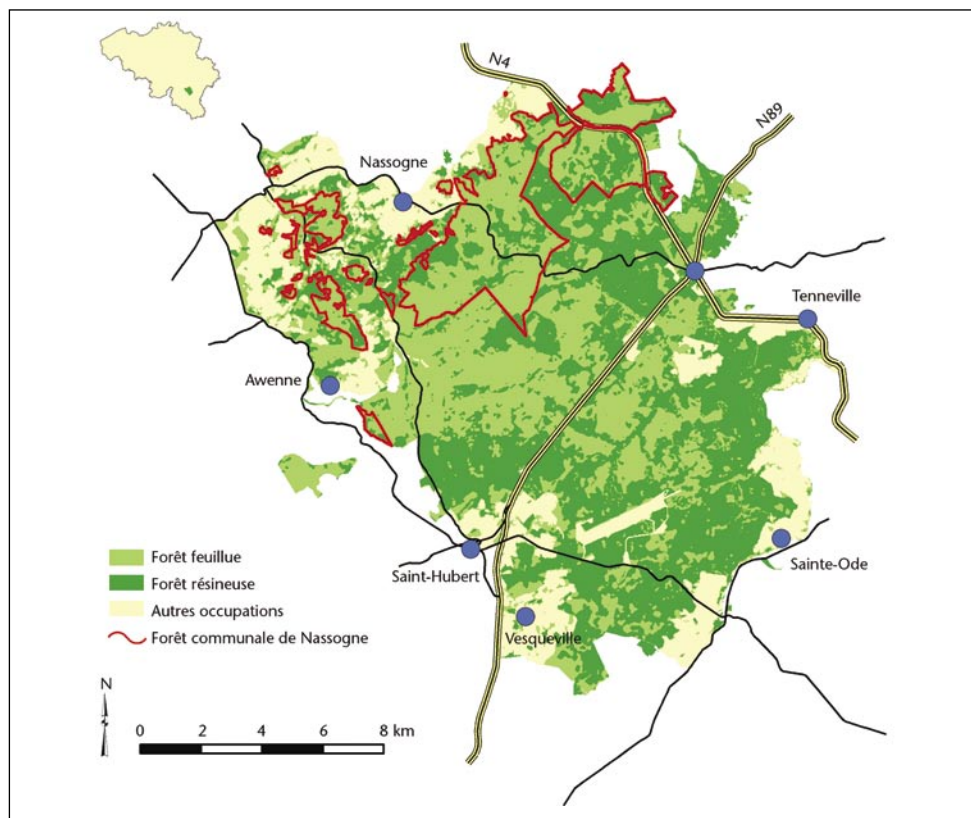 N4
N89
Nassogne
Tenneville
Awenne
Forêt feuillue
Forêt résineuse
Autres occupations
Forêt communale de Nassogne
Saint-Hubert
Sainte-Ode
Vesqueville
N
0 2 4 6 8 km